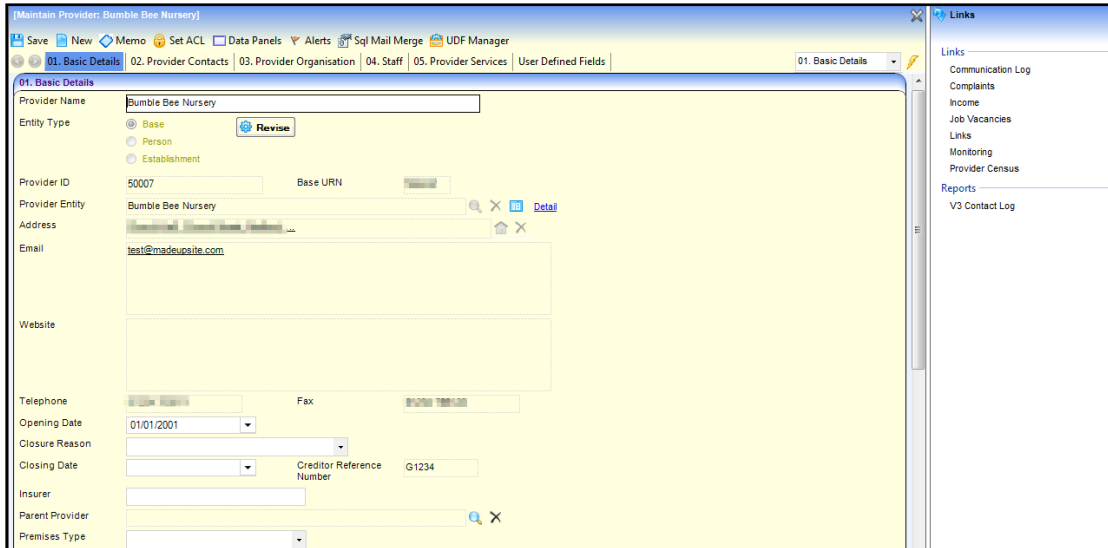 [Maintain Provider: Bumble Bee Nursery]
Save New Memo Set ACL Data Panels Alerts Sql Mail Merge UDF Manager
01. Basic Details 02. Provider Contacts 03. Provider Organisation 04. Staff 05. Provider Services User Defined Fields 01. Basic Details
01. Basic Details
Provider Name Bumble Bee Nursery
Entity Type Base Revise
Person
Establishment
Provider ID 50007 Base URN
Provider Entity Bumble Bee Nursery Detail
Address ...
Email test@madeupsite.com
Website
Telephone Fax
Opening Date 01/01/2001
Closure Reason
Closing Date Creditor Reference Number G1234
Insurer
Parent Provider
Premises Type
Links
Links
Communication Log
Complaints
Income
Job Vacancies
Links
Monitoring
Provider Census
Reports
V3 Contact Log